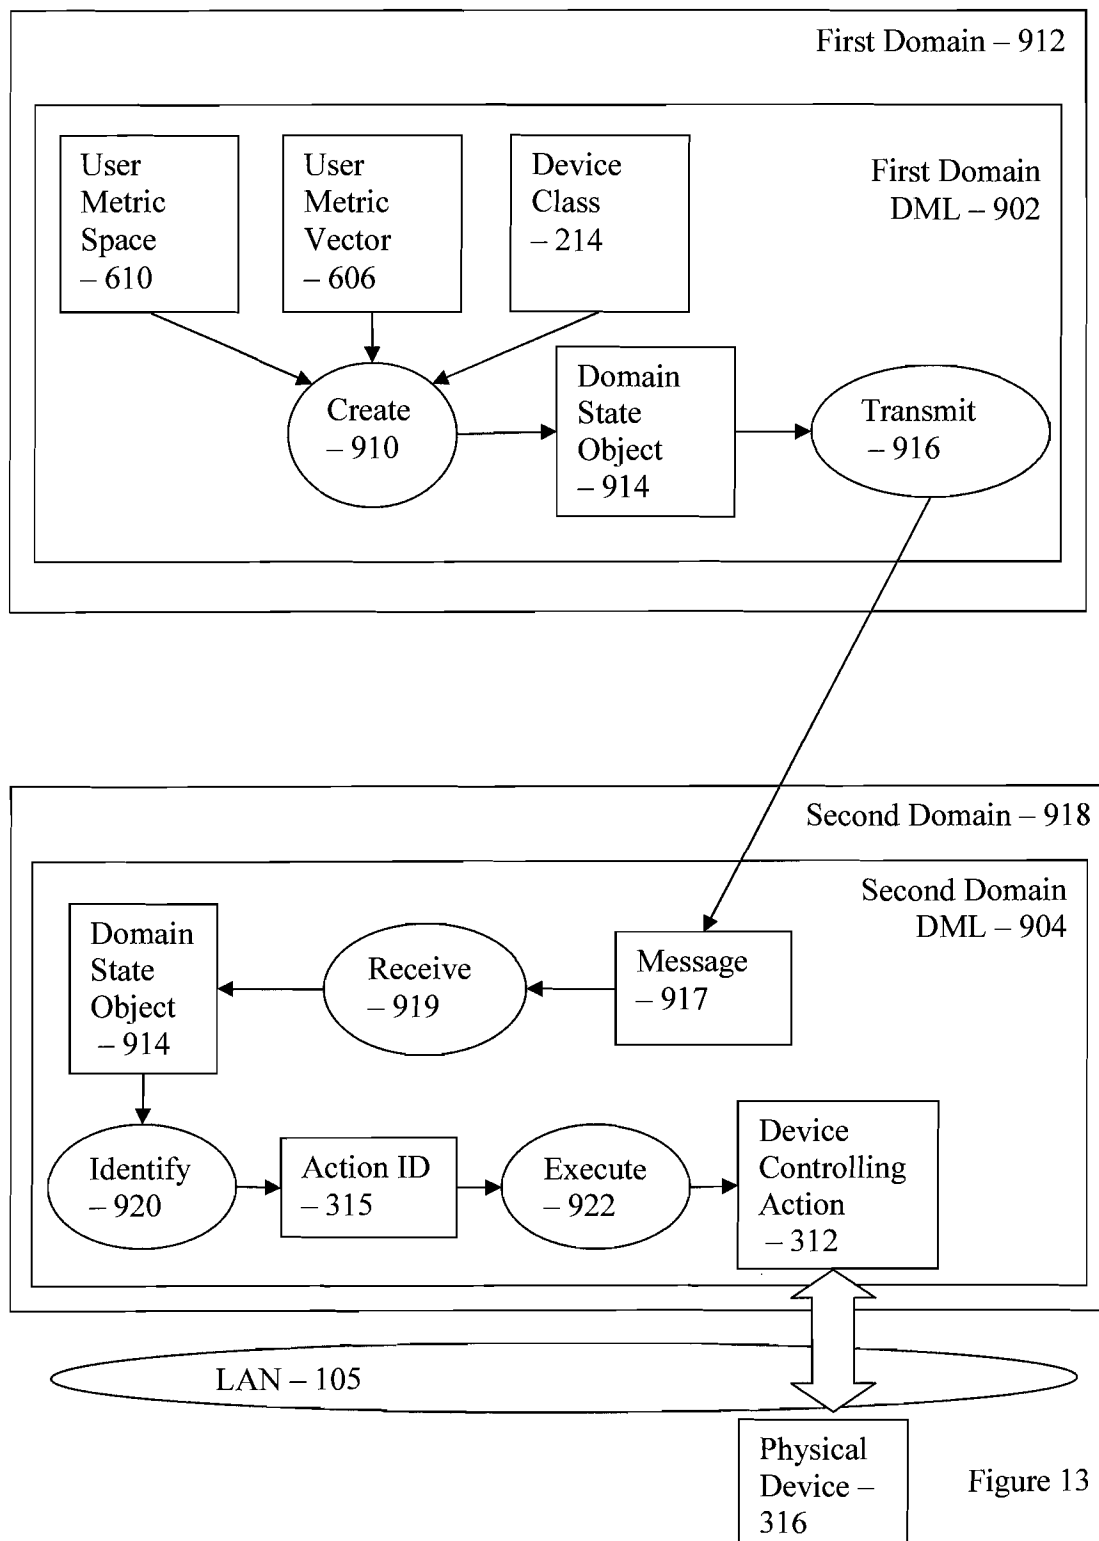 First Domain – 912
User
Metric
Space
– 610
User
Metric
Vector
– 606
Device
Class
– 214
First Domain
DML – 902
Create
– 910
Domain
State
Object
– 914
Transmit
– 916
Second Domain – 918
Second Domain
DML – 904
Domain
State
Object
– 914
Receive
– 919
Message
– 917
Identify
– 920
Action ID
– 315
Execute
– 922
Device
Controlling
Action
– 312
LAN – 105
Physical
Device –
316
Figure 13